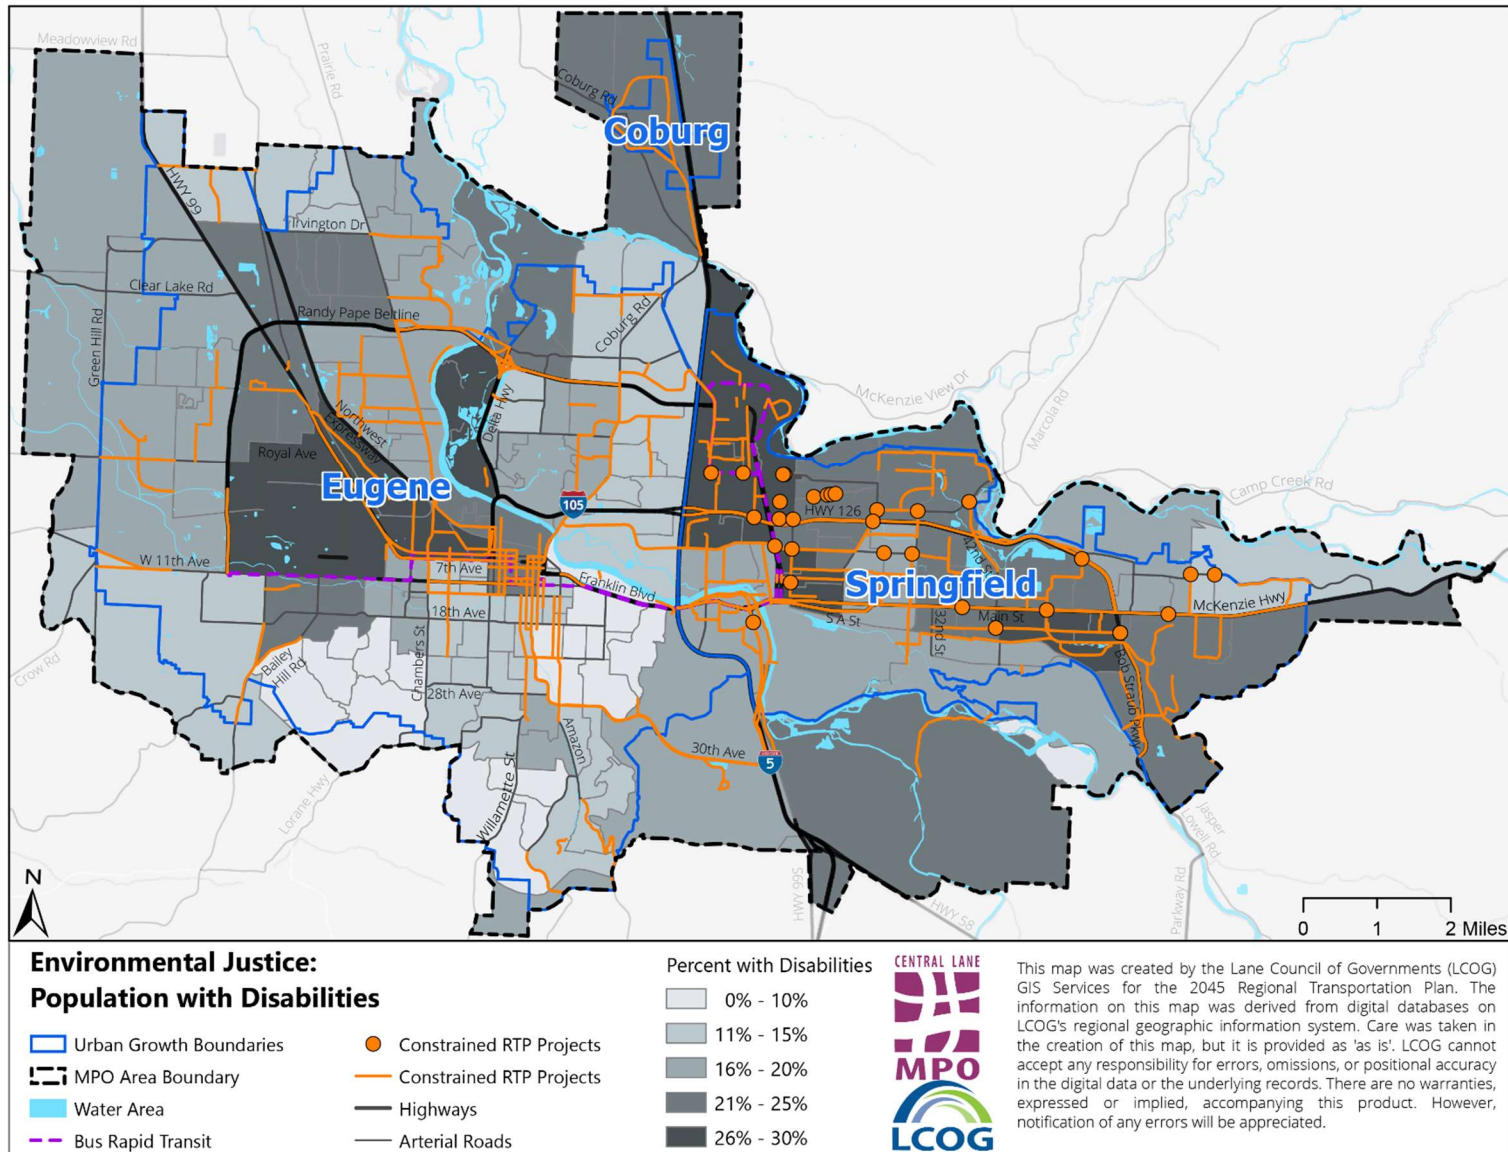 Meadowview Rd
Prairie Rd
Coburg Rd
Coburg
HWY 99
Irvington Dr
Clear Lake Rd
Green Hill Rd
Randy Pape Beltline
Coburg Rd
McKenzie View Dr
Marcola Rd
Delta Hwy
Northwest
Expressway
Royal Ave
Eugene
105
Camp Creek Rd
HWY 126
42nd St
W 11th Ave
7th Ave
Franklin Blvd
Springfield
McKenzie Hwy
18th Ave
S A St
Main St
32nd St
Crow Rd
Bailey
Hill Rd
Chambers St
28th Ave
Bob Straub Pkwy
Amazon
30th Ave
5
Willamette St
Lorane Hwy
Jasper
Lowell Rd
HWY 99S
HWY 58
Parkway Rd
N
0 1 2 Miles
Environmental Justice:
Population with Disabilities
Urban Growth Boundaries
MPO Area Boundary
Water Area
Bus Rapid Transit
Constrained RTP Projects
Constrained RTP Projects
Highways
Arterial Roads
Percent with Disabilities
0% - 10%
11% - 15%
16% - 20%
21% - 25%
26% - 30%
CENTRAL LANE
MPO
LCOG
This map was created by the Lane Council of Governments (LCOG)
GIS Services for the 2045 Regional Transportation Plan. The
information on this map was derived from digital databases on
LCOG's regional geographic information system. Care was taken in
the creation of this map, but it is provided as 'as is'. LCOG cannot
accept any responsibility for errors, omissions, or positional accuracy
in the digital data or the underlying records. There are no warranties,
expressed or implied, accompanying this product. However,
notification of any errors will be appreciated.